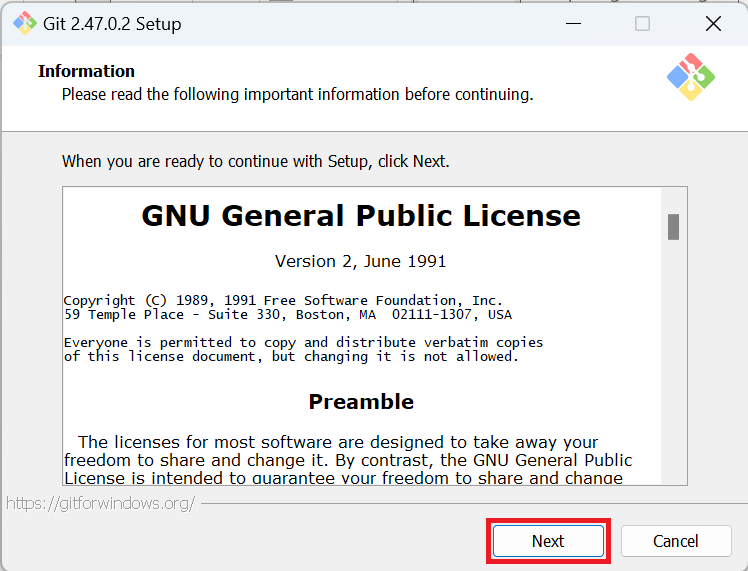 Git 2.47.0.2 Setup
Information
Please read the following important information before continuing.
When you are ready to continue with Setup, click Next.
GNU General Public License
Version 2, June 1991
Copyright (C) 1989, 1991 Free Software Foundation, Inc.
59 Temple Place - Suite 330, Boston, MA  02111-1307, USA
Everyone is permitted to copy and distribute verbatim copies
of this license document, but changing it is not allowed.
Preamble
The licenses for most software are designed to take away your
freedom to share and change it. By contrast, the GNU General Public
License is intended to guarantee your freedom to share and change
https://gitforwindows.org/
Next
Cancel